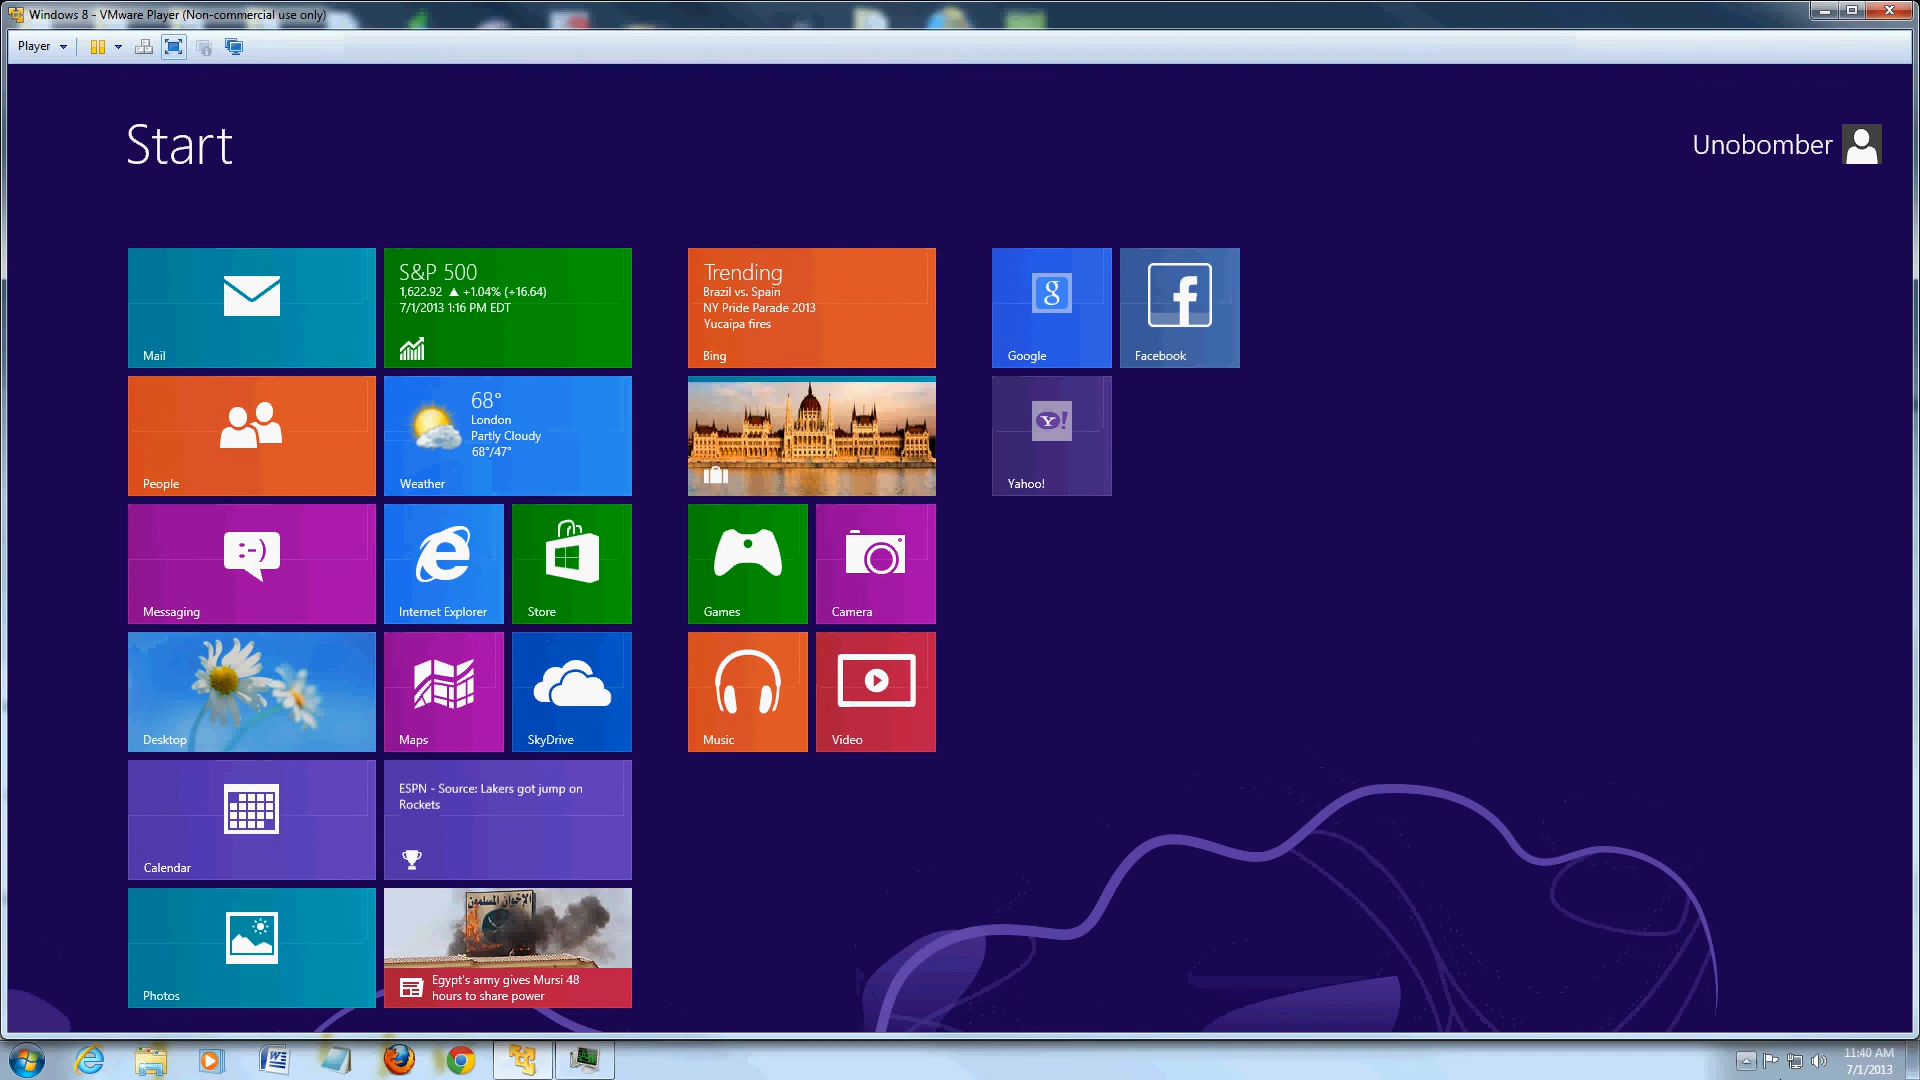 Windows 8 - VMware Player (Non-commercial use only)
Player
Start
Unobomber
Mail
S&P 500
1,622.92 ▲ +1.04% (+16.64)
7/1/2013 1:16 PM EDT
Trending
Brazil vs. Spain
NY Pride Parade 2013
Yucaipa fires
Bing
g
Google
f
Facebook
People
68°
London
Partly Cloudy
68°/47°
Weather
Y!
Yahoo!
:-)
Messaging
Internet Explorer
Store
Games
Camera
Desktop
Maps
SkyDrive
Music
Video
Calendar
ESPN - Source: Lakers got jump on
Rockets
Photos
الإخوان المسلمون
Egypt's army gives Mursi 48
hours to share power
W
11:40 AM
7/1/2013